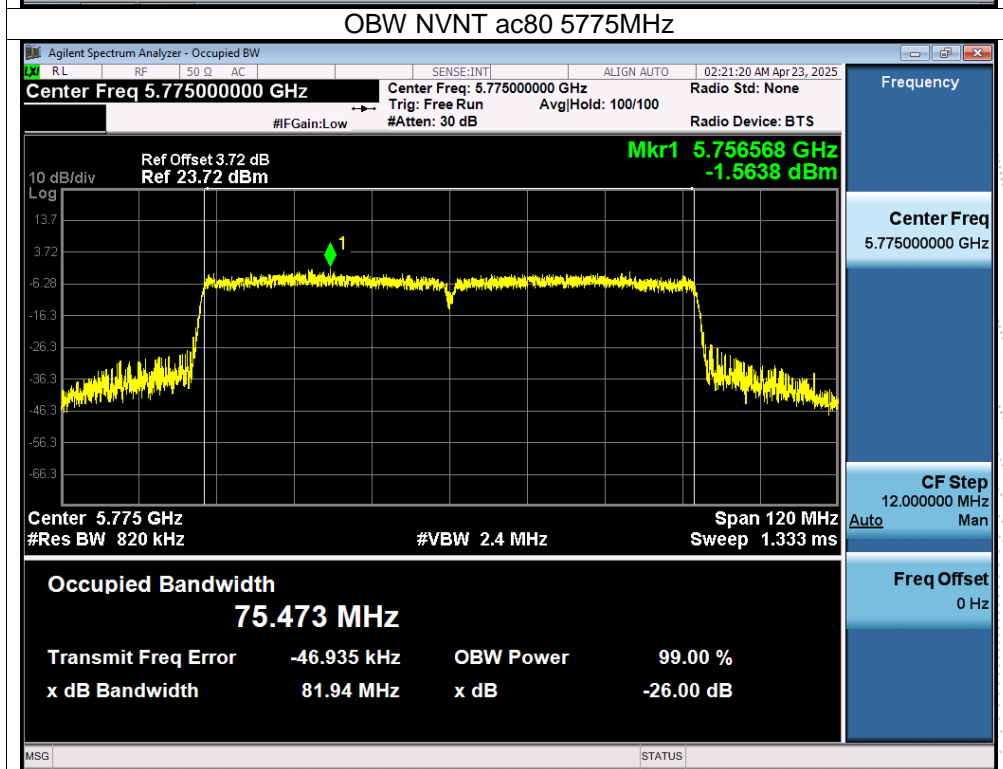 OBW NVNT ac80 5775MHz
Agilent Spectrum Analyzer - Occupied BW
LXI RL RF 50 Ω AC SENSE:INT ALIGN AUTO 02:21:20 AM Apr 23, 2025
Center Freq 5.775000000 GHz
Center Freq: 5.775000000 GHz Radio Std: None
Trig: Free Run Avg|Hold: 100/100
#IFGain:Low #Atten: 30 dB Radio Device: BTS
Mkr1 5.756568 GHz
-1.5638 dBm
Ref Offset 3.72 dB
10 dB/div Ref 23.72 dBm
Log
13.7
3.72
-6.28
-16.3
-26.3
-36.3
-46.3
-56.3
-66.3
1
Center 5.775 GHz Span 120 MHz
#Res BW 820 kHz #VBW 2.4 MHz Sweep 1.333 ms
Occupied Bandwidth
75.473 MHz
Transmit Freq Error -46.935 kHz OBW Power 99.00 %
x dB Bandwidth 81.94 MHz x dB -26.00 dB
Frequency
Center Freq
5.775000000 GHz
CF Step
12.000000 MHz
Auto Man
Freq Offset
0 Hz
MSG STATUS